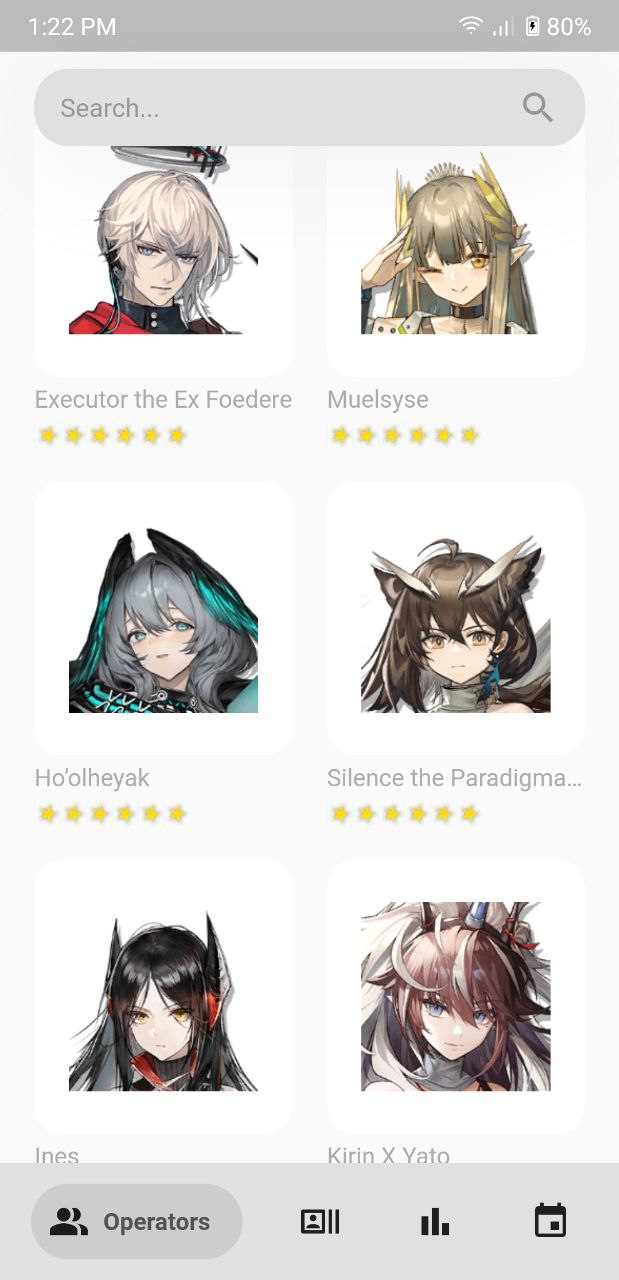 1:22 PM 80%
Search...
Executor the Ex Foedere Muelsyse
Ho’olheyak Silence the Paradigma...
Ines Kirin X Yato
Operators